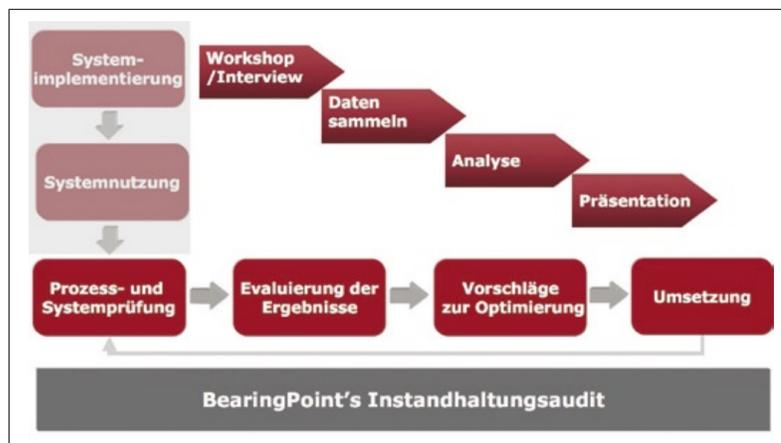 System-
implementierung
Workshop
/Interview
Daten
sammeln
Systemnutzung
Analyse
Präsentation
Prozess- und
Systemprüfung
Evaluierung der
Ergebnisse
Vorschläge
zur Optimierung
Umsetzung
BearingPoint's Instandhaltungsaudit